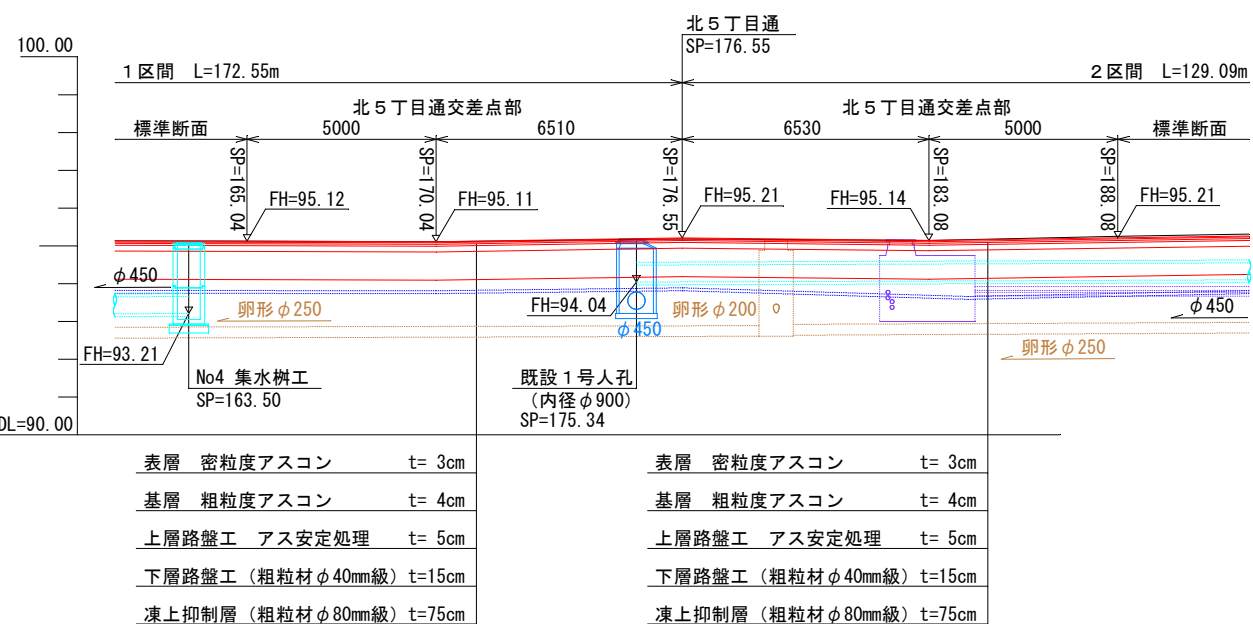 北5丁目通
SP=176.55
100.00
1区間 L=172.55m
2区間 L=129.09m
北5丁目通交差点部
北5丁目通交差点部
標準断面
5000
6510
6530
5000
標準断面
SP=165.04
SP=170.04
SP=176.55
SP=183.08
SP=188.08
FH=95.12
FH=95.11
FH=95.21
FH=95.14
FH=95.21
φ450
卵形φ250
FH=94.04
卵形φ200
φ450
φ450
FH=93.21
卵形φ250
No4 集水桝工
SP=163.50
既設1号人孔
(内径φ900)
SP=175.34
DL=90.00
表層 密粒度アスコン t= 3cm
基層 粗粒度アスコン t= 4cm
上層路盤工 アス安定処理 t= 5cm
下層路盤工(粗粒材φ40mm級)t=15cm
凍上抑制層(粗粒材φ80mm級)t=75cm
表層 密粒度アスコン t= 3cm
基層 粗粒度アスコン t= 4cm
上層路盤工 アス安定処理 t= 5cm
下層路盤工(粗粒材φ40mm級)t=15cm
凍上抑制層(粗粒材φ80mm級)t=75cm